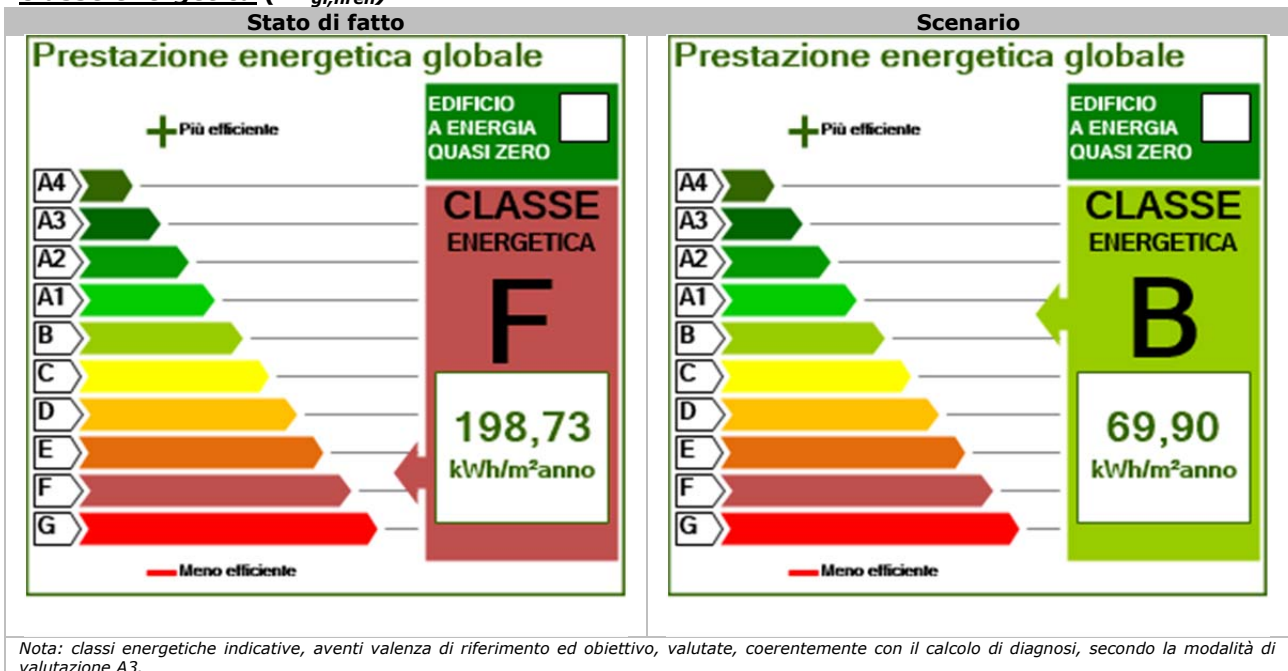 gl,nren)
Stato di fatto
Scenario
Prestazione energetica globale
Più efficiente
EDIFICIO
A ENERGIA
QUASI ZERO
A4
A3
A2
A1
B
C
D
E
F
G
CLASSE
ENERGETICA
F
198,73
kWh/m²anno
Meno efficiente
Prestazione energetica globale
Più efficiente
EDIFICIO
A ENERGIA
QUASI ZERO
A4
A3
A2
A1
B
C
D
E
F
G
CLASSE
ENERGETICA
B
69,90
kWh/m²anno
Meno efficiente
Nota: classi energetiche indicative, aventi valenza di riferimento ed obiettivo, valutate, coerentemente con il calcolo di diagnosi, secondo la modalità di
valutazione A3.